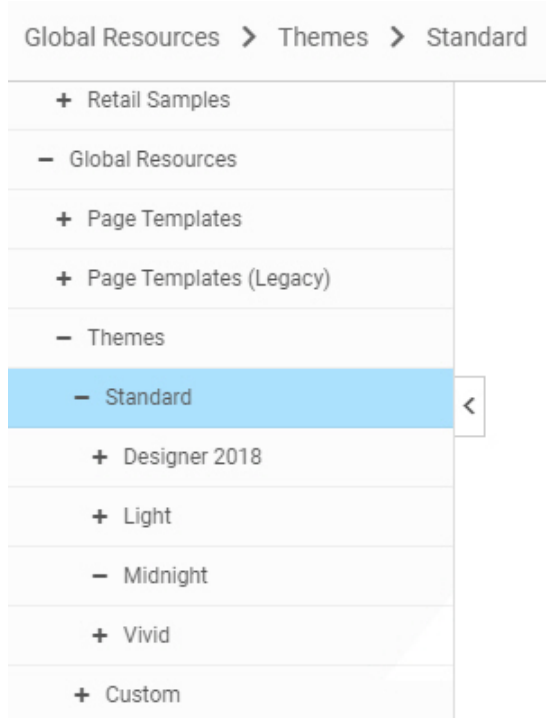 Global Resources > Themes > Standard
+ Retail Samples
− Global Resources
+ Page Templates
+ Page Templates (Legacy)
− Themes
− Standard
+ Designer 2018
+ Light
− Midnight
+ Vivid
+ Custom